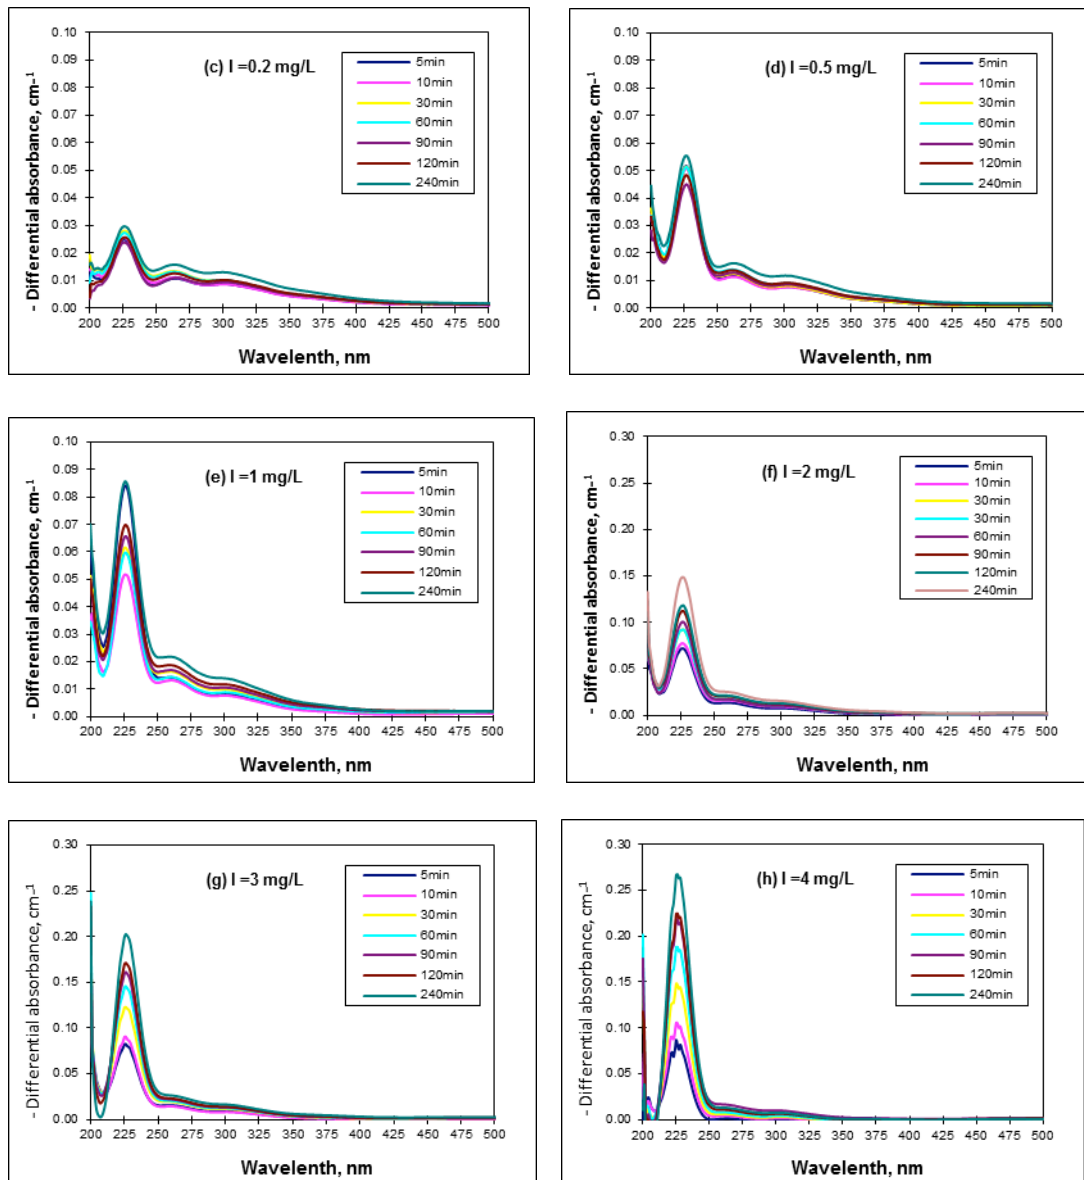 (c) I =0.2 mg/L
- Differential absorbance, cm⁻¹
0.10
0.09
0.08
0.07
0.06
0.05
0.04
0.03
0.02
0.01
0.00
5min
10min
30min
60min
90min
120min
240min
200 225 250 275 300 325 350 375 400 425 450 475 500
Wavelenth, nm
(d) I =0.5 mg/L
- Differential absorbance, cm⁻¹
0.10
0.09
0.08
0.07
0.06
0.05
0.04
0.03
0.02
0.01
0.00
5min
10min
30min
60min
90min
120min
240min
200 225 250 275 300 325 350 375 400 425 450 475 500
Wavelenth, nm
(e) I =1 mg/L
- Differential absorbance, cm⁻¹
0.10
0.09
0.08
0.07
0.06
0.05
0.04
0.03
0.02
0.01
0.00
5min
10min
30min
60min
90min
120min
240min
200 225 250 275 300 325 350 375 400 425 450 475 500
Wavelenth, nm
(f) I =2 mg/L
- Differential absorbance, cm⁻¹
0.30
0.25
0.20
0.15
0.10
0.05
0.00
5min
10min
30min
30min
60min
90min
120min
240min
200 225 250 275 300 325 350 375 400 425 450 475 500
Wavelenth, nm
(g) I =3 mg/L
- Differential absorbance, cm⁻¹
0.30
0.25
0.20
0.15
0.10
0.05
0.00
5min
10min
30min
60min
90min
120min
240min
200 225 250 275 300 325 350 375 400 425 450 475 500
Wavelenth, nm
(h) I =4 mg/L
- Differential absorbance, cm⁻¹
0.30
0.25
0.20
0.15
0.10
0.05
0.00
5min
10min
30min
60min
90min
120min
240min
200 225 250 275 300 325 350 375 400 425 450 475 500
Wavelenth, nm